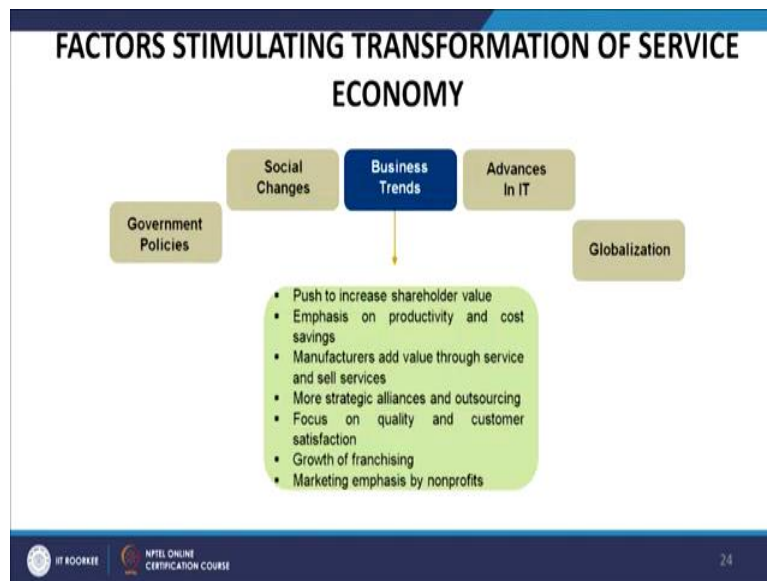 FACTORS STIMULATING TRANSFORMATION OF SERVICE
ECONOMY
Social
Changes
Business
Trends
Advances
In IT
Government
Policies
Globalization
▪ Push to increase shareholder value
▪ Emphasis on productivity and cost
savings
▪ Manufacturers add value through service
and sell services
▪ More strategic alliances and outsourcing
▪ Focus on quality and customer
satisfaction
▪ Growth of franchising
▪ Marketing emphasis by nonprofits
IIT ROORKEE
NPTEL ONLINE
CERTIFICATION COURSE
24